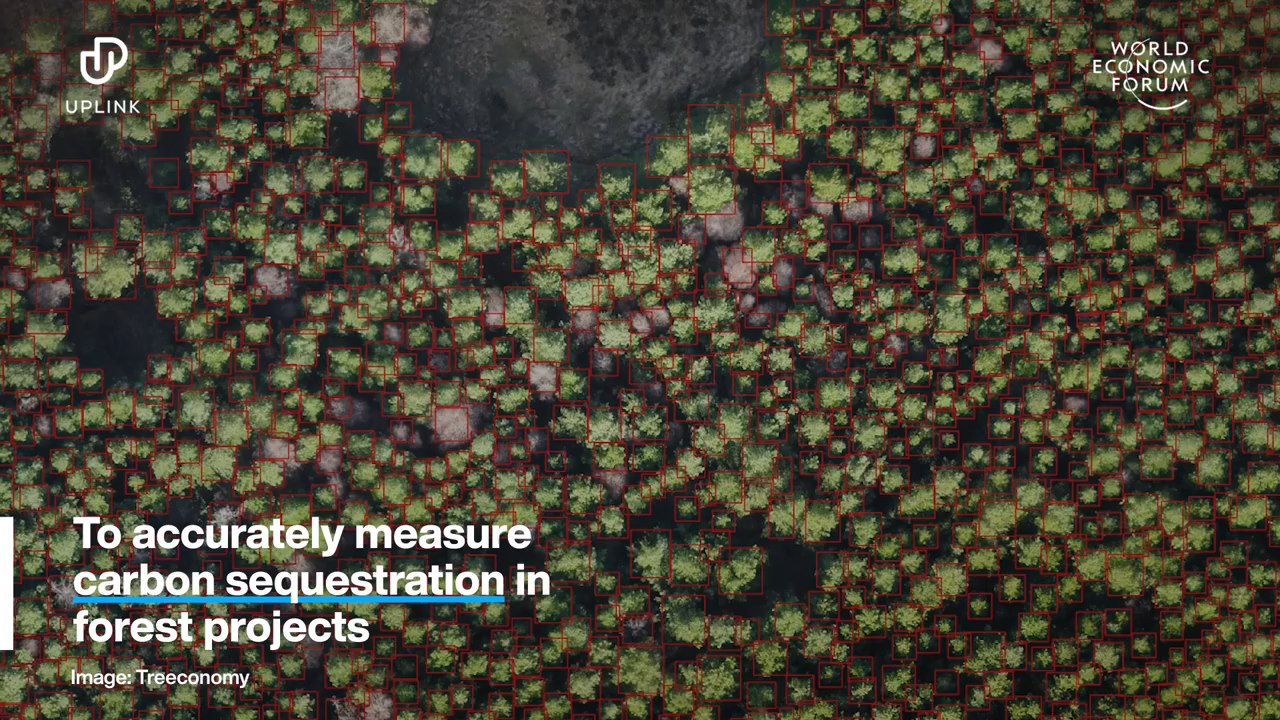 UPLINK
WORLD
ECONOMIC
FORUM
To accurately measure
carbon sequestration in
forest projects
Image: Treeconomy